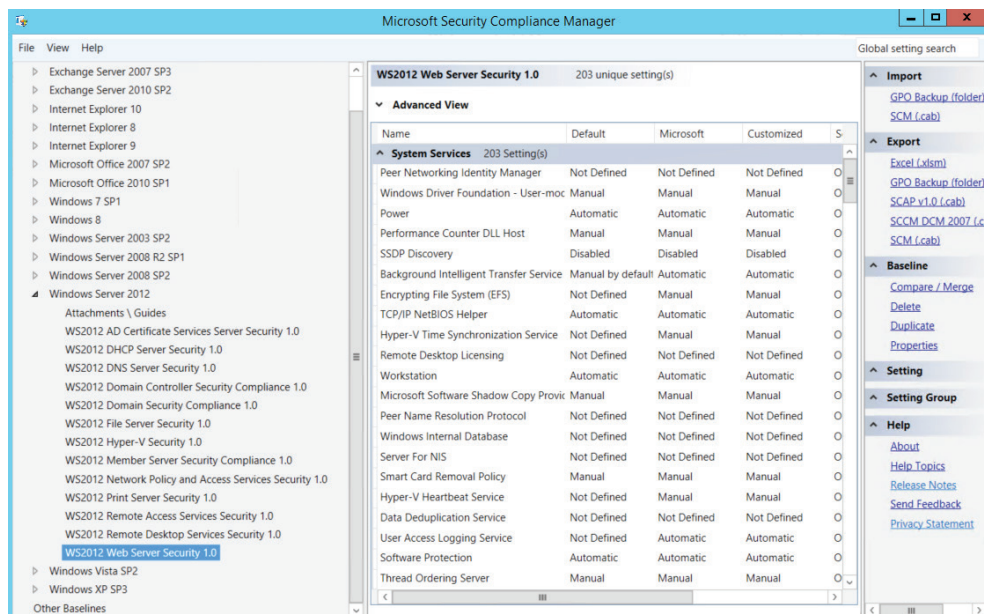 Microsoft Security Compliance Manager
File View Help
Global setting search
Exchange Server 2007 SP3
Exchange Server 2010 SP2
Internet Explorer 10
Internet Explorer 8
Internet Explorer 9
Microsoft Office 2007 SP2
Microsoft Office 2010 SP1
Windows 7 SP1
Windows 8
Windows Server 2003 SP2
Windows Server 2008 R2 SP1
Windows Server 2008 SP2
Windows Server 2012
Attachments \ Guides
WS2012 AD Certificate Services Server Security 1.0
WS2012 DHCP Server Security 1.0
WS2012 DNS Server Security 1.0
WS2012 Domain Controller Security Compliance 1.0
WS2012 Domain Security Compliance 1.0
WS2012 File Server Security 1.0
WS2012 Hyper-V Security 1.0
WS2012 Member Server Security Compliance 1.0
WS2012 Network Policy and Access Services Security 1.0
WS2012 Print Server Security 1.0
WS2012 Remote Access Services Security 1.0
WS2012 Remote Desktop Services Security 1.0
WS2012 Web Server Security 1.0
Windows Vista SP2
Windows XP SP3
Other Baselines
WS2012 Web Server Security 1.0 203 unique setting(s)
Advanced View
Name Default Microsoft Customized S
System Services 203 Setting(s)
Peer Networking Identity Manager Not Defined Not Defined Not Defined O
Windows Driver Foundation - User-moc Manual Manual Manual O
Power Automatic Automatic Automatic O
Performance Counter DLL Host Manual Manual Manual O
SSDP Discovery Disabled Disabled Disabled O
Background Intelligent Transfer Service Manual by default Automatic Automatic O
Encrypting File System (EFS) Not Defined Manual Manual O
TCP/IP NetBIOS Helper Automatic Automatic Automatic O
Hyper-V Time Synchronization Service Not Defined Manual Manual O
Remote Desktop Licensing Not Defined Not Defined Not Defined O
Workstation Automatic Automatic Automatic O
Microsoft Software Shadow Copy Provic Manual Manual Manual O
Peer Name Resolution Protocol Not Defined Not Defined Not Defined O
Windows Internal Database Not Defined Not Defined Not Defined O
Server For NIS Not Defined Not Defined Not Defined O
Smart Card Removal Policy Manual Manual Manual O
Hyper-V Heartbeat Service Not Defined Manual Manual O
Data Deduplication Service Not Defined Not Defined Not Defined O
User Access Logging Service Not Defined Automatic Automatic O
Software Protection Automatic Automatic Automatic O
Thread Ordering Server Manual Manual Manual O
Import
GPO Backup (folder)
SCM (.cab)
Export
Excel (.xlsm)
GPO Backup (folder)
SCAP v1.0 (.cab)
SCCM DCM 2007 (.c
SCM (.cab)
Baseline
Compare / Merge
Delete
Duplicate
Properties
Setting
Setting Group
Help
About
Help Topics
Release Notes
Send Feedback
Privacy Statement